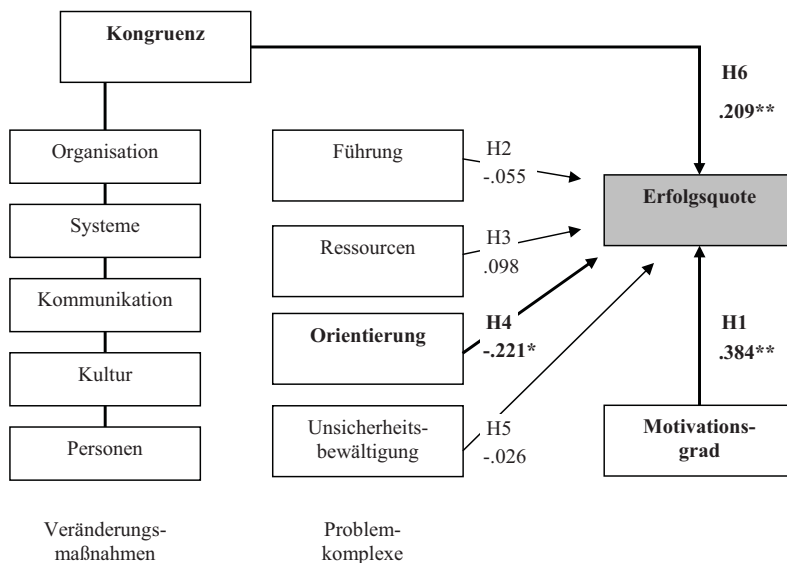 Kongruenz
Organisation
Systeme
Kommunikation
Kultur
Personen
Veränderungs-
maßnahmen
Führung
Ressourcen
Orientierung
Unsicherheits-
bewältigung
Problem-
komplexe
H2
-.055
H3
.098
H4
-.221*
H5
-.026
H6
.209**
Erfolgsquote
H1
.384**
Motivations-
grad